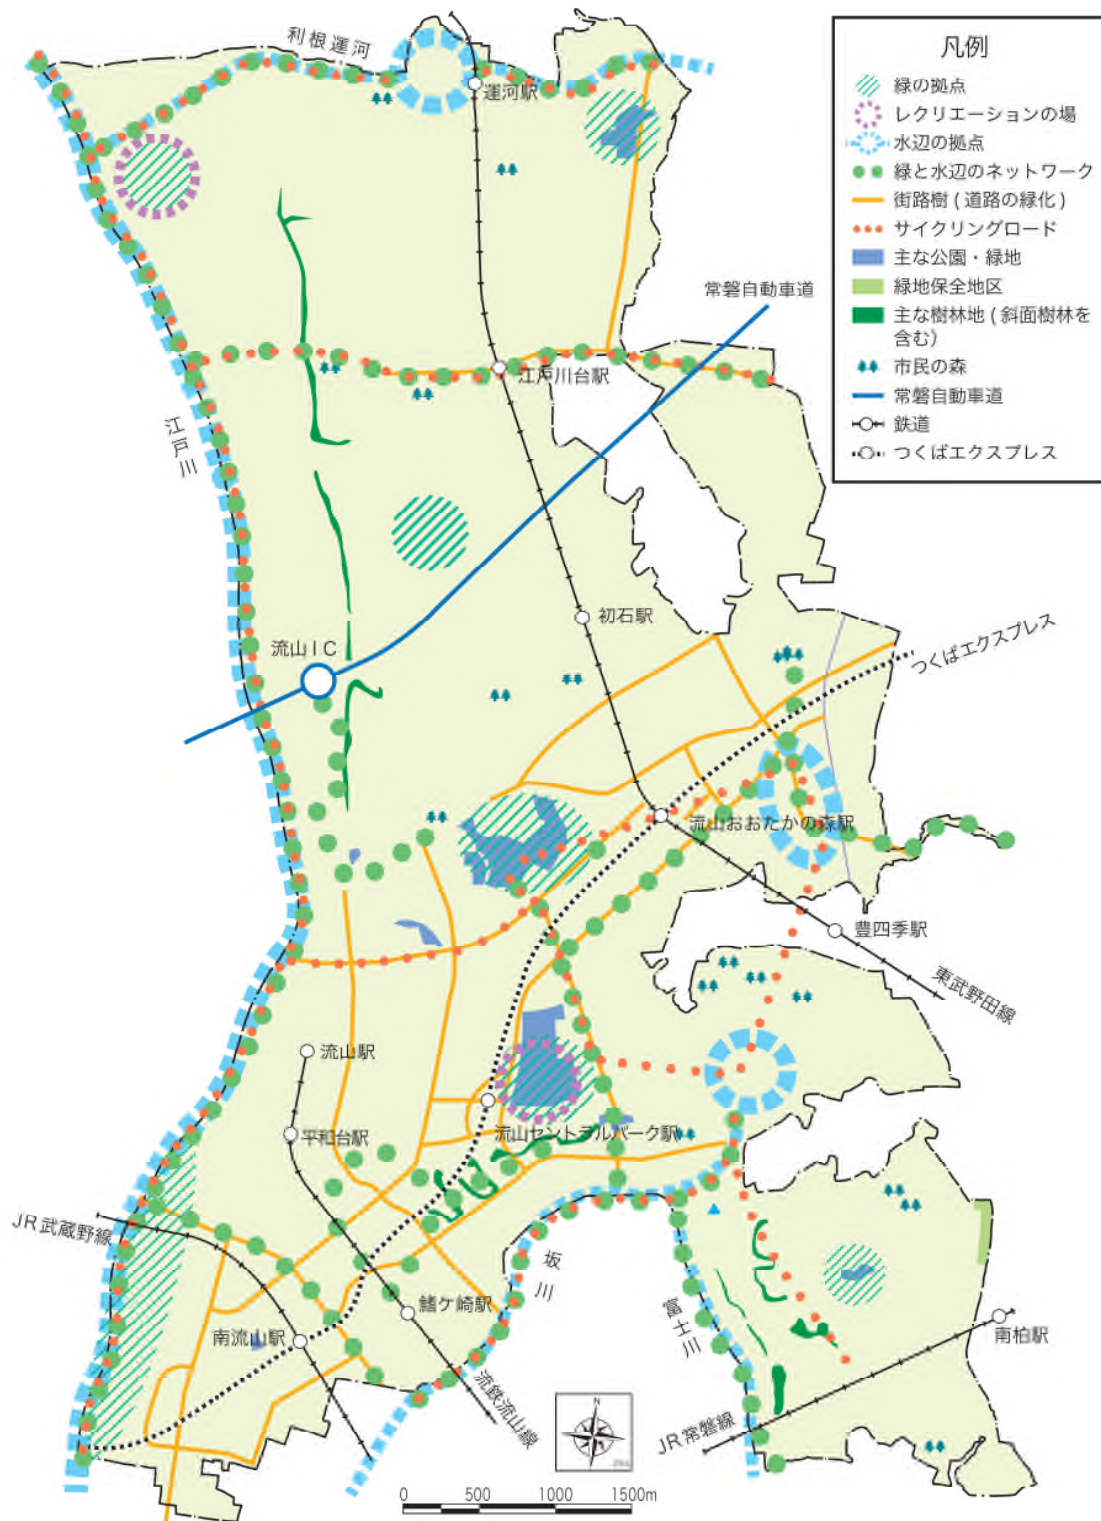 利根運河
運河駅
常磐自動車道
江戸川台駅
江戸川
初石駅
流山IC
つくばエクスプレス
流山おおたかの森駅
豊四季駅
東武野田線
流山駅
平和台駅
流山セントラルパーク駅
JR武蔵野線
坂川
富士川
鰭ケ崎駅
南流山駅
南柏駅
流鉄流山線
JR常磐線
N
0 500 1000 1500m
凡例
緑の拠点
レクリエーションの場
水辺の拠点
緑と水辺のネットワーク
街路樹(道路の緑化)
サイクリングロード
主な公園・緑地
緑地保全地区
主な樹林地(斜面樹林を
含む)
市民の森
常磐自動車道
鉄道
つくばエクスプレス